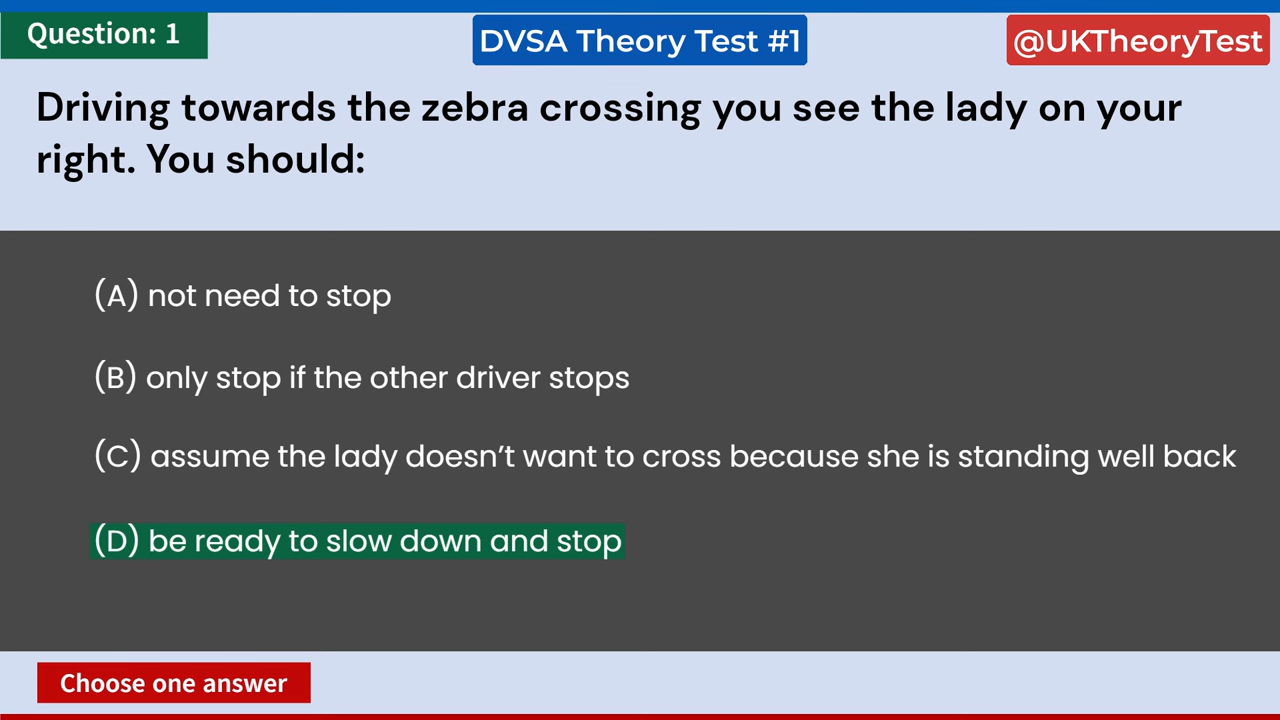 Question: 1
DVSA Theory Test #1
@UKTheoryTest
Driving towards the zebra crossing you see the lady on your
right. You should:
(A) not need to stop
(B) only stop if the other driver stops
(C) assume the lady doesn’t want to cross because she is standing well back
(D) be ready to slow down and stop
Choose one answer